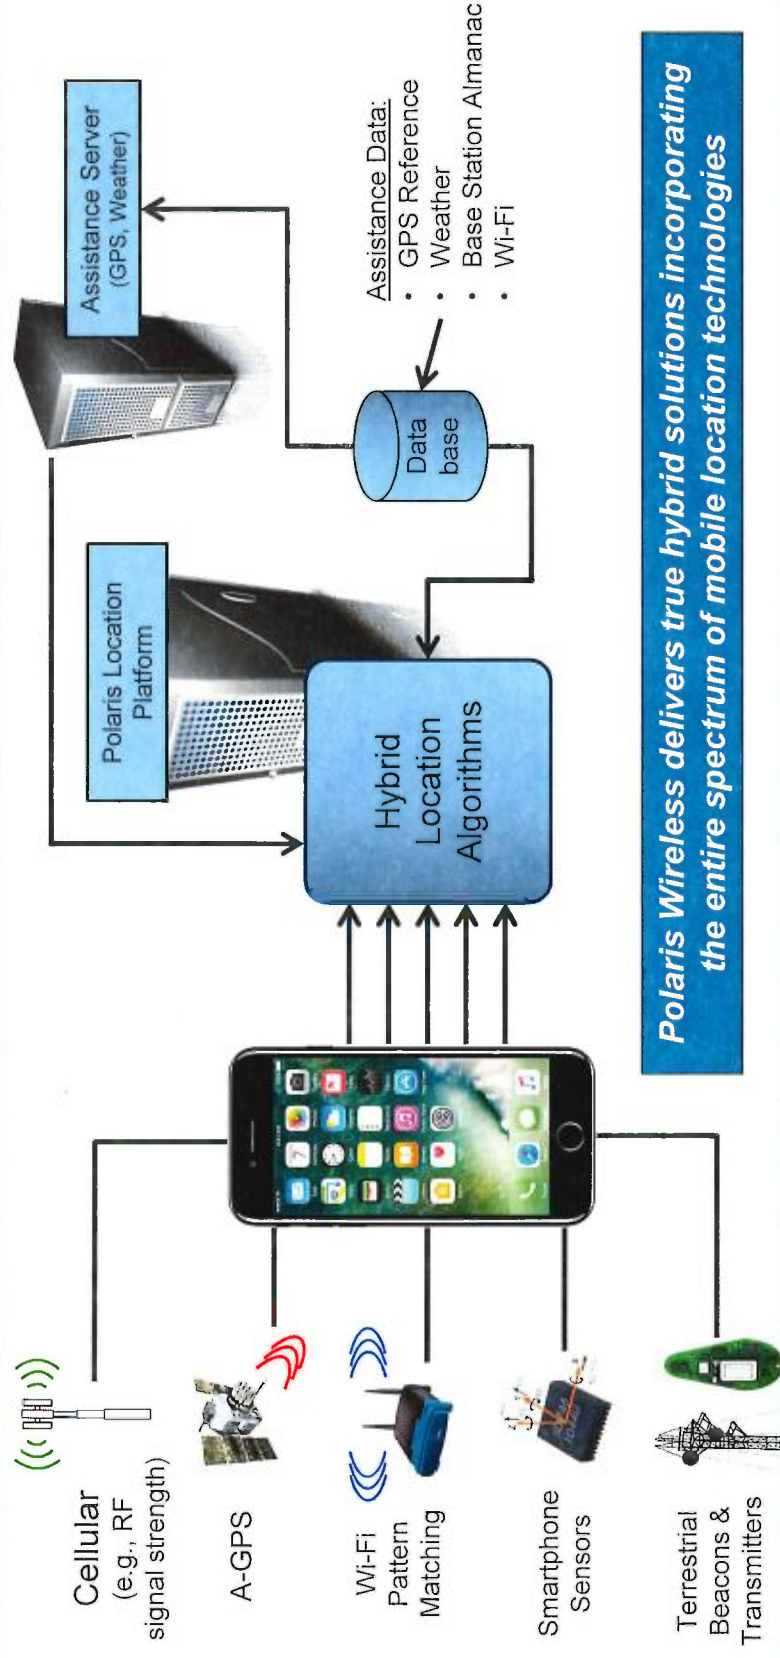 Cellular
(e.g., RF
signal strength)
A-GPS
Wi-Fi
Pattern
Matching
Smartphone
Sensors
Terrestrial
Beacons &
Transmitters
Polaris Location
Platform
Hybrid
Location
Algorithms
Assistance Server
(GPS, Weather)
Data
base
Assistance Data:
• GPS Reference
• Weather
• Base Station Almanac
• Wi-Fi
Polaris Wireless delivers true hybrid solutions incorporating
the entire spectrum of mobile location technologies